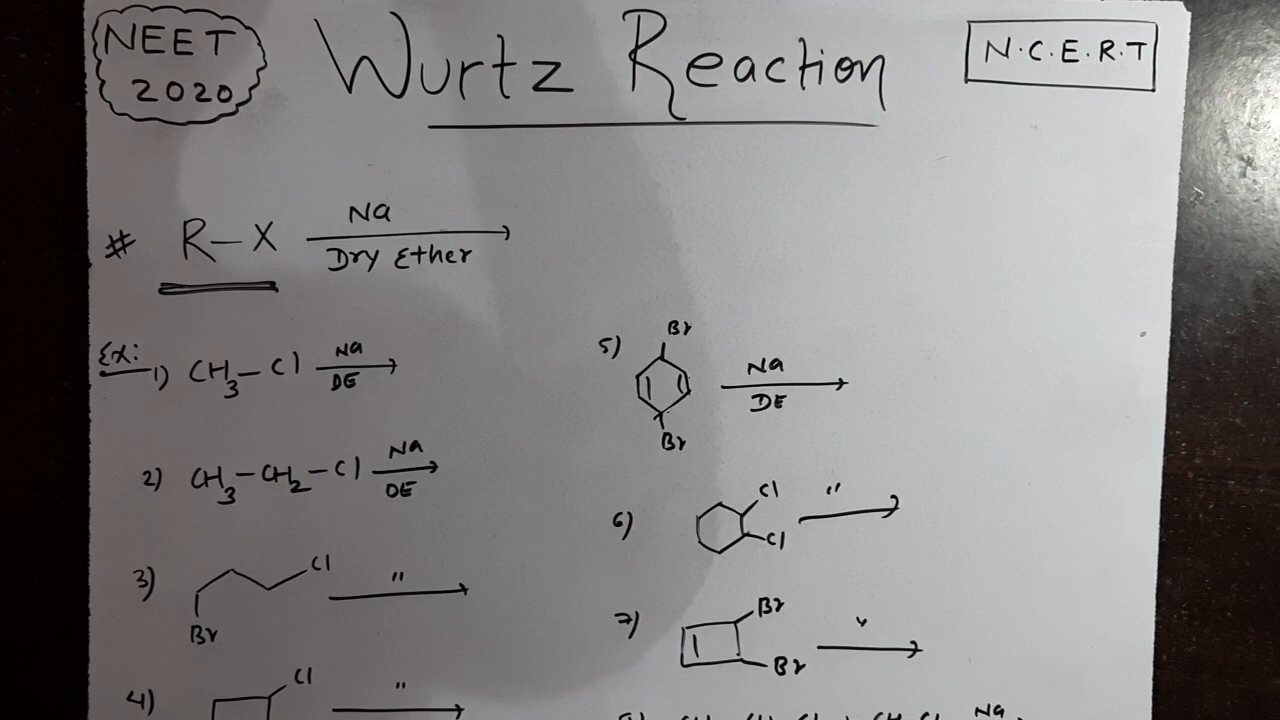 NEET
2020
Wurtz Reaction
N.C.E.R.T
# R-X Na
Dry Ether
Ex:
1) CH3-Cl Na
DE
2) CH3-CH2-Cl Na
DE
3) Cl
Br
"
4) Cl
"
5) Br
Br
Na
DE
6) Cl
Cl
"
7) Br
Br
"
Na